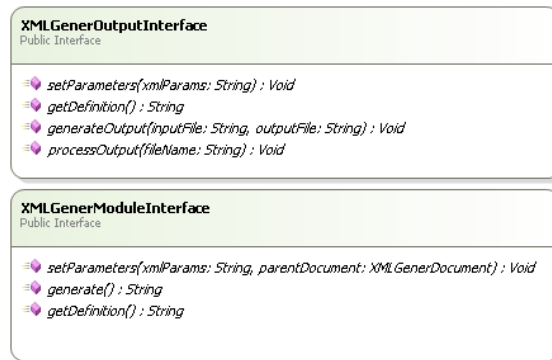 XMLGenerOutputInterface
Public Interface
setParameters(xmlParams: String) : Void
getDefinition() : String
generateOutput(inputFile: String, outputFile: String) : Void
processOutput(fileName: String) : Void
XMLGenerModuleInterface
Public Interface
setParameters(xmlParams: String, parentDocument: XMLGenerDocument) : Void
generate() : String
getDefinition() : String